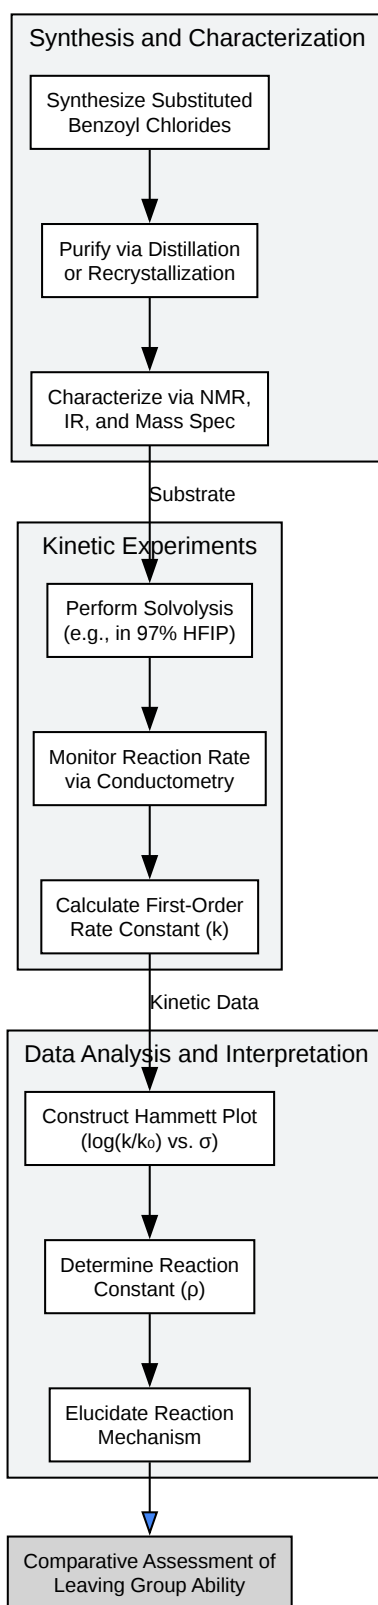 Synthesis and Characterization
Synthesize Substituted
Benzoyl Chlorides
Purify via Distillation
or Recrystallization
Characterize via NMR,
IR, and Mass Spec
Substrate
Kinetic Experiments
Perform Solvolysis
(e.g., in 97% HFIP)
Monitor Reaction Rate
via Conductometry
Calculate First-Order
Rate Constant (k)
Kinetic Data
Data Analysis and Interpretation
Construct Hammett Plot
(log(k/k₀) vs. σ)
Determine Reaction
Constant (ρ)
Elucidate Reaction
Mechanism
Comparative Assessment of
Leaving Group Ability